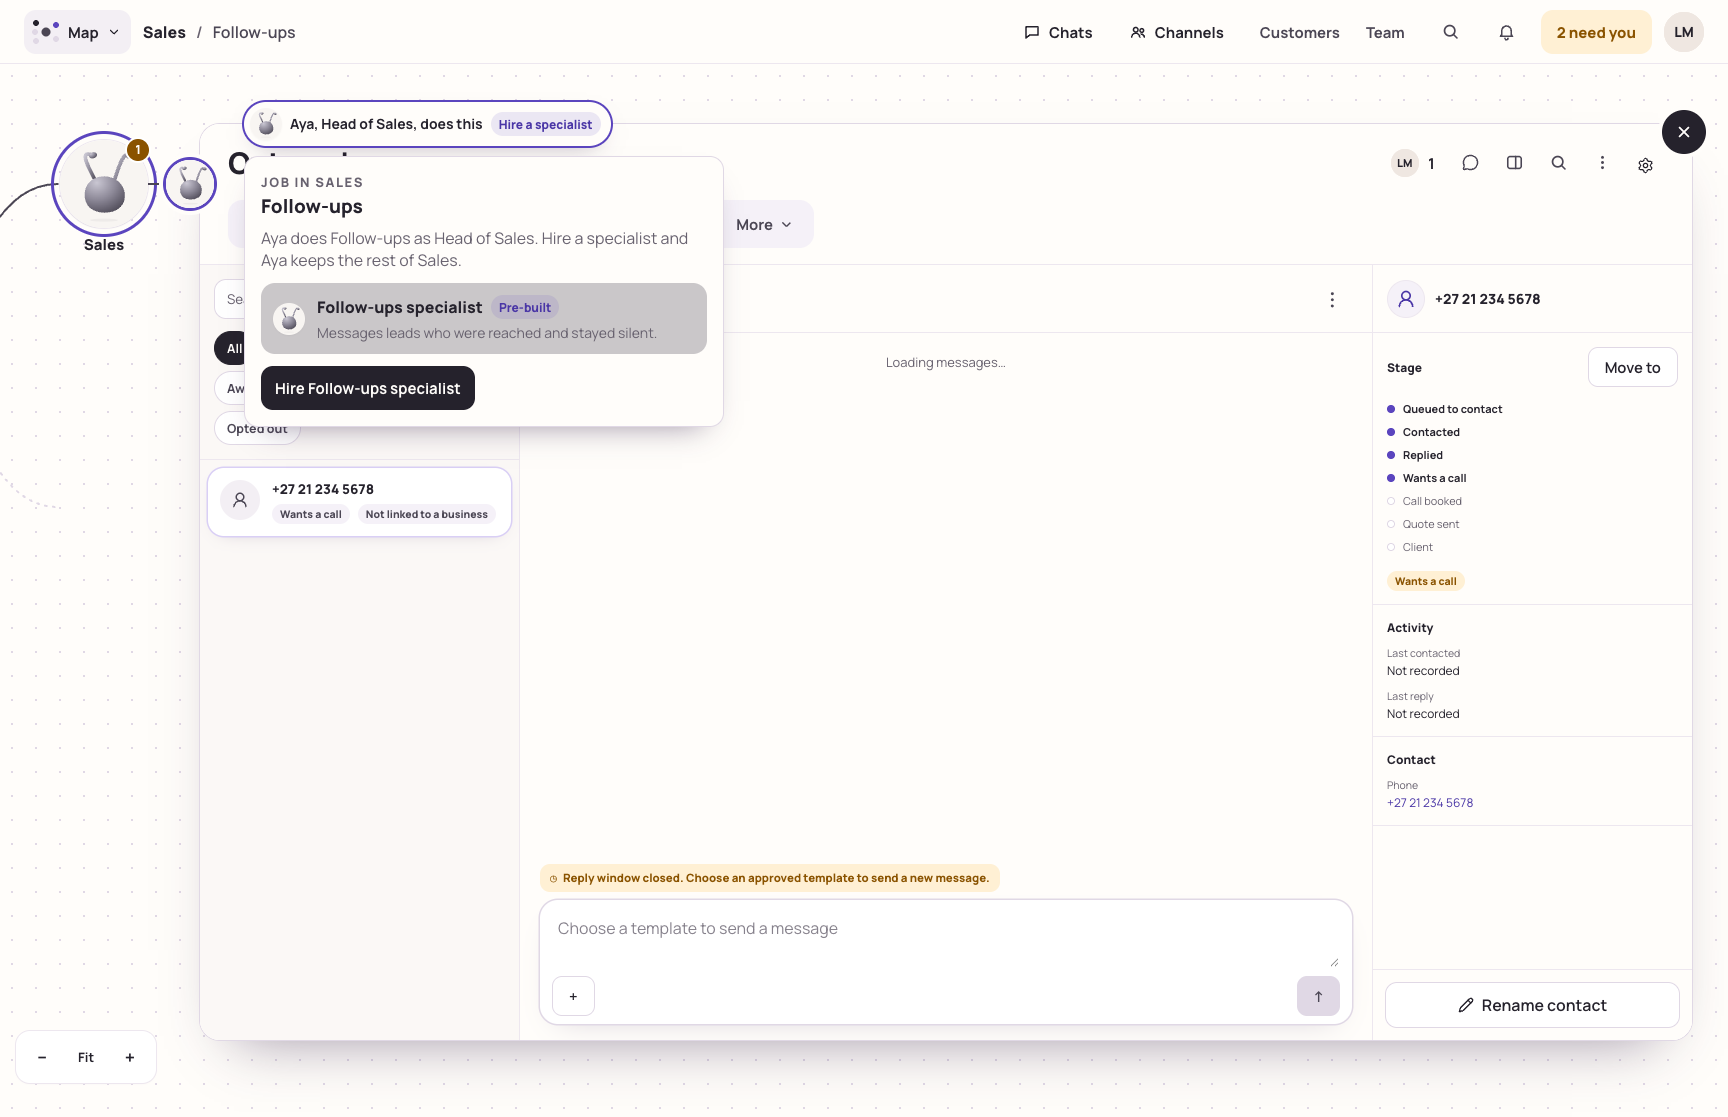 Map
Sales / Follow-ups
Chats
Channels
Customers
Team
2 need you
LM
Aya, Head of Sales, does this
Hire a specialist
1
Sales
LM 1
JOB IN SALES
Follow-ups
Aya does Follow-ups as Head of Sales. Hire a specialist and
Aya keeps the rest of Sales.
Follow-ups specialist
Pre-built
Messages leads who were reached and stayed silent.
Hire Follow-ups specialist
More
All
Opted out
+27 21 234 5678
Wants a call
Not linked to a business
Loading messages...
Reply window closed. Choose an approved template to send a new message.
Choose a template to send a message
+
+27 21 234 5678
Stage
Move to
Queued to contact
Contacted
Replied
Wants a call
Call booked
Quote sent
Client
Wants a call
Activity
Last contacted
Not recorded
Last reply
Not recorded
Contact
Phone
+27 21 234 5678
Rename contact
− Fit +